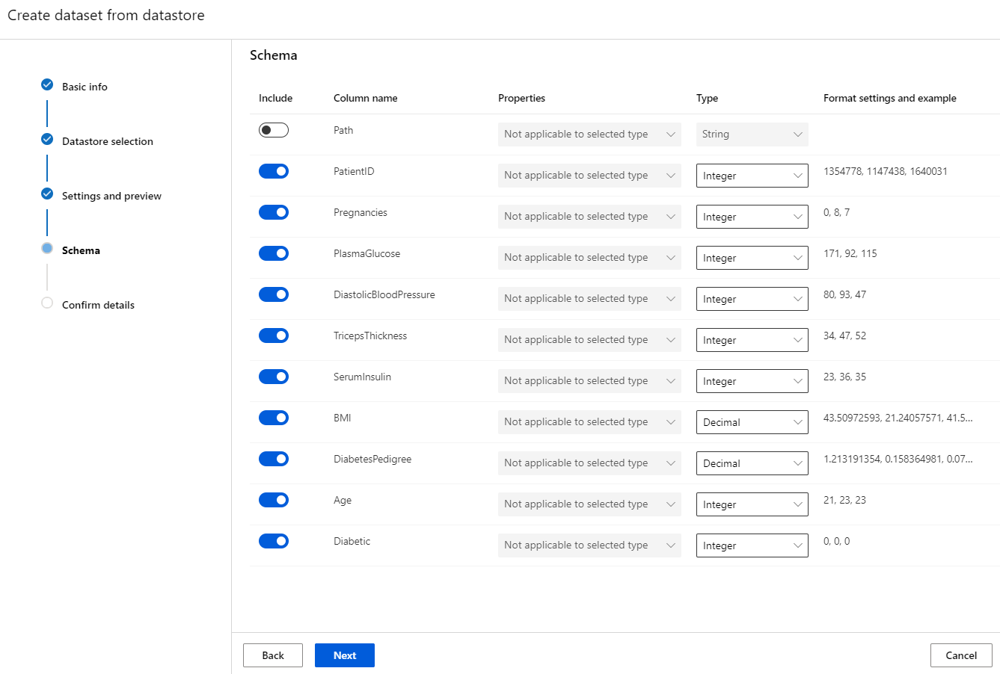 Create dataset from datastore
Basic info
Datastore selection
Settings and preview
Schema
Confirm details
Schema
Include Column name Properties Type Format settings and example
Path Not applicable to selected type String
PatientID Not applicable to selected type Integer 1354778, 1147438, 1640031
Pregnancies Not applicable to selected type Integer 0, 8, 7
PlasmaGlucose Not applicable to selected type Integer 171, 92, 115
DiastolicBloodPressure Not applicable to selected type Integer 80, 93, 47
TricepsThickness Not applicable to selected type Integer 34, 47, 52
SerumInsulin Not applicable to selected type Integer 23, 36, 35
BMI Not applicable to selected type Decimal 43.50972593, 21.24057571, 41.5...
DiabetesPedigree Not applicable to selected type Decimal 1.213191354, 0.158364981, 0.07...
Age Not applicable to selected type Integer 21, 23, 23
Diabetic Not applicable to selected type Integer 0, 0, 0
Back Next Cancel